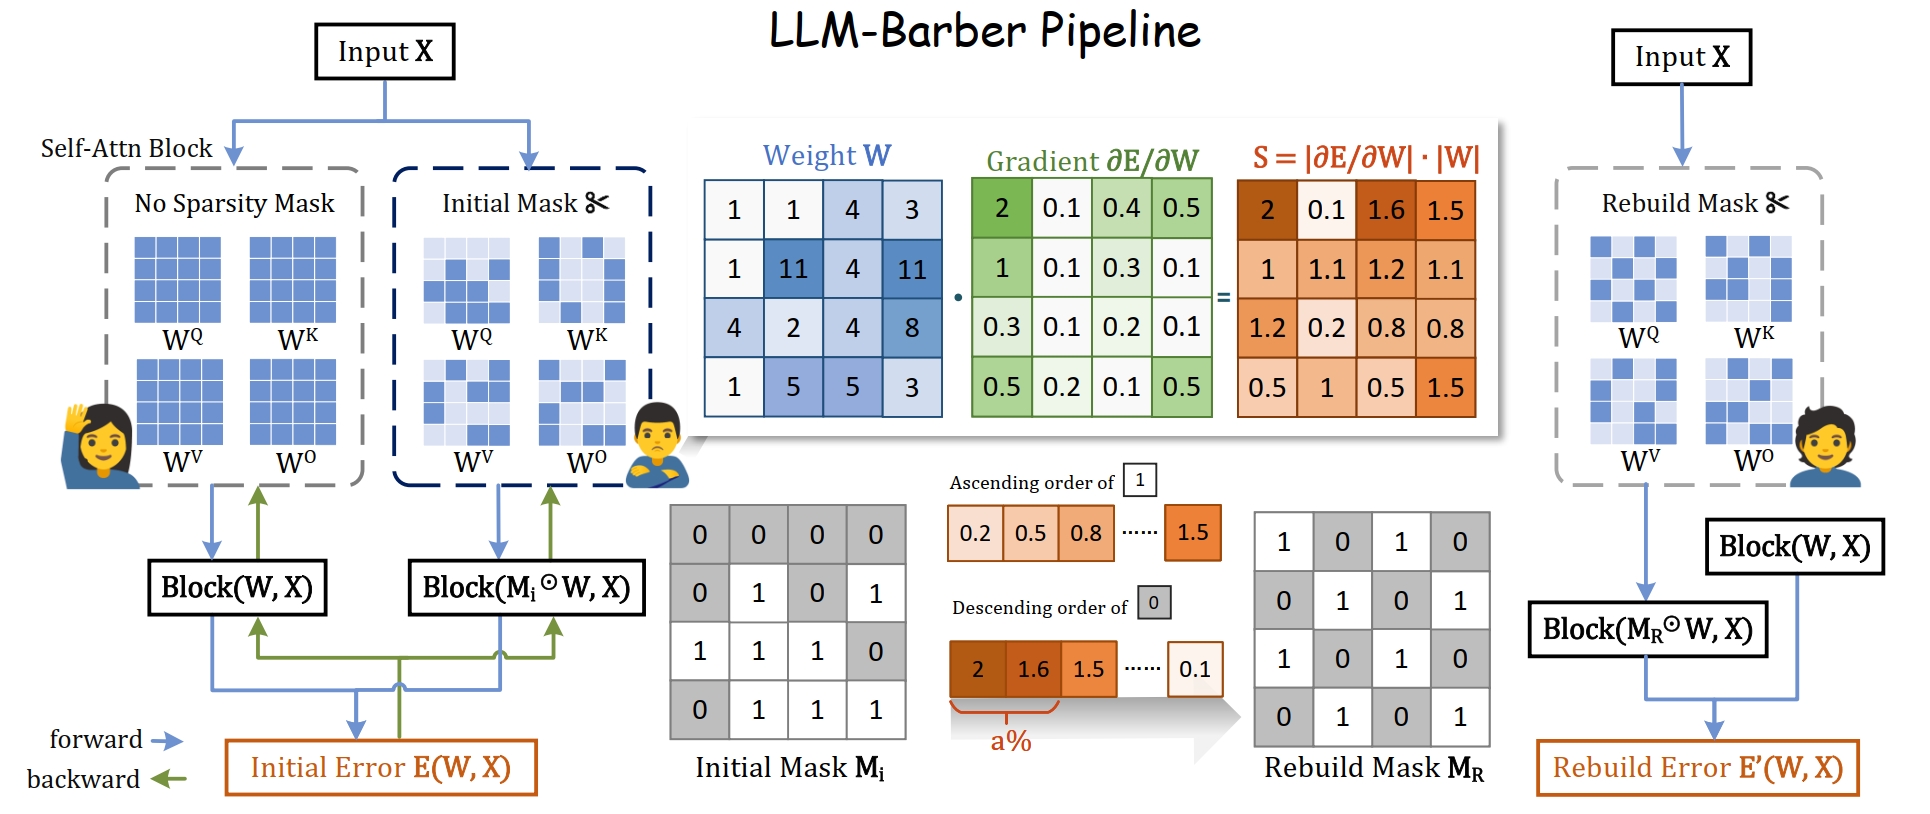 LLM-Barber Pipeline
Input X
Self-Attn Block
No Sparsity Mask
W^Q W^K
W^V W^O
Initial Mask ✂
W^Q W^K
W^V W^O
Block(W, X)
Block(M_i ⊙ W, X)
forward
backward
Initial Error E(W, X)
Weight W
1 1 4 3
1 11 4 11
4 2 4 8
1 5 5 3
·
Gradient ∂E/∂W
2 0.1 0.4 0.5
1 0.1 0.3 0.1
0.3 0.1 0.2 0.1
0.5 0.2 0.1 0.5
=
S = |∂E/∂W| · |W|
2 0.1 1.6 1.5
1 1.1 1.2 1.1
1.2 0.2 0.8 0.8
0.5 1 0.5 1.5
0 0 0 0
0 1 0 1
1 1 1 0
0 1 1 1
Initial Mask M_i
Ascending order of 1
0.2 0.5 0.8 ...... 1.5
Descending order of 0
2 1.6 1.5 ...... 0.1
a%
1 0 1 0
0 1 0 1
1 0 1 0
0 1 0 1
Rebuild Mask M_R
Input X
Rebuild Mask ✂
W^Q W^K
W^V W^O
Block(W, X)
Block(M_R ⊙ W, X)
Rebuild Error E’(W, X)